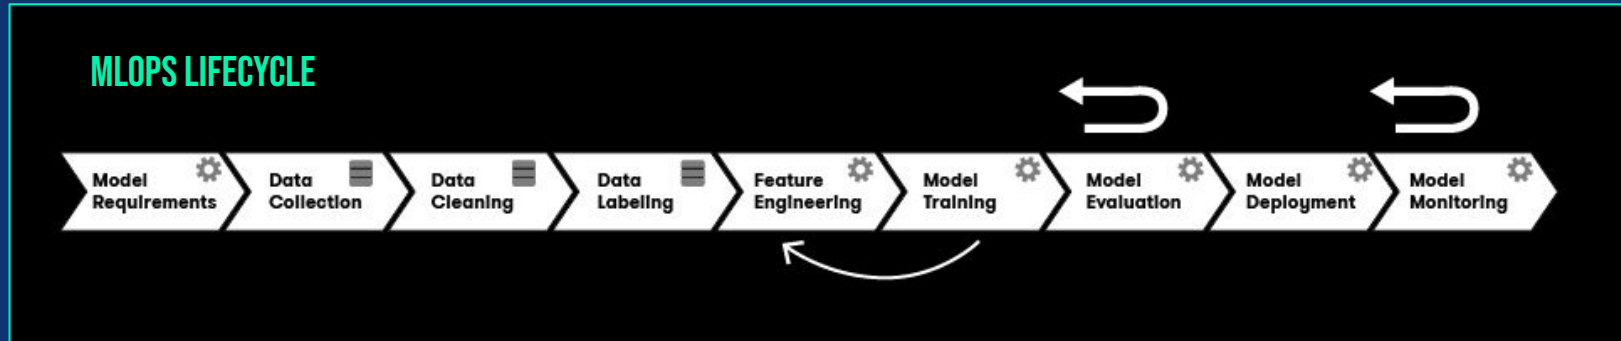 MLOPS LIFECYCLE
Model
Requirements
Data
Collection
Data
Cleaning
Data
Labeling
Feature
Engineering
Model
Training
Model
Evaluation
Model
Deployment
Model
Monitoring